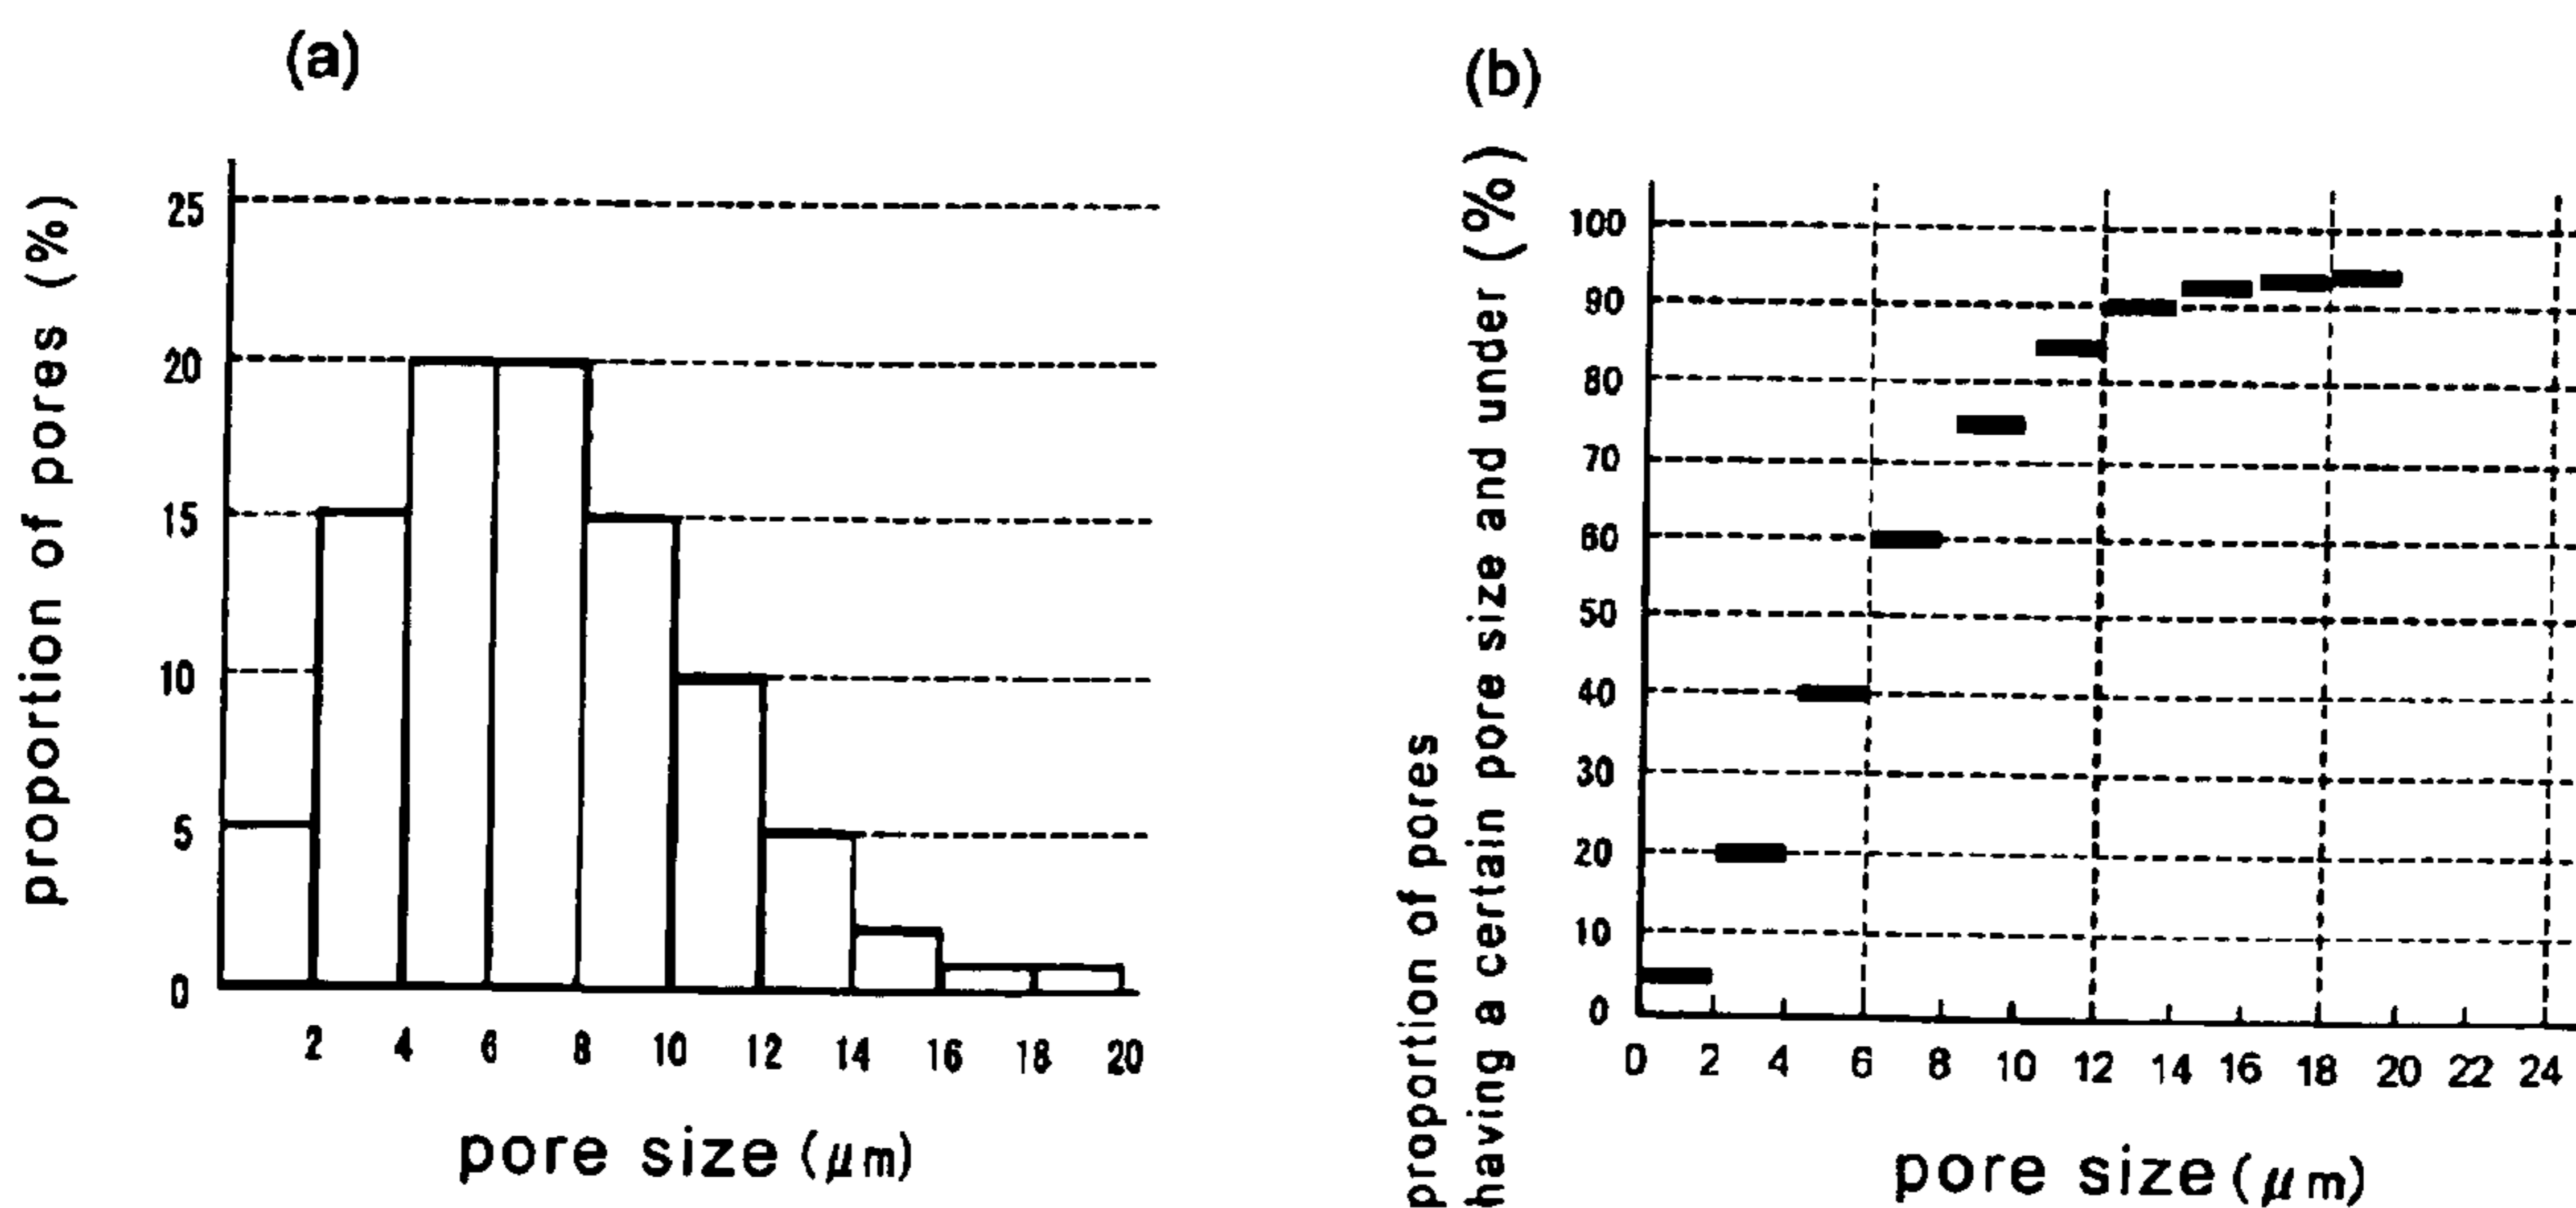 (a)
proportion of pores (%)
25
20
15
10
5
0
2 4 6 8 10 12 14 16 18 20
pore size (μm)
(b)
proportion of pores
having a certain pore size and under (%)
100
90
80
70
60
50
40
30
20
10
0
0 2 4 6 8 10 12 14 16 18 20 22 24
pore size (μm)